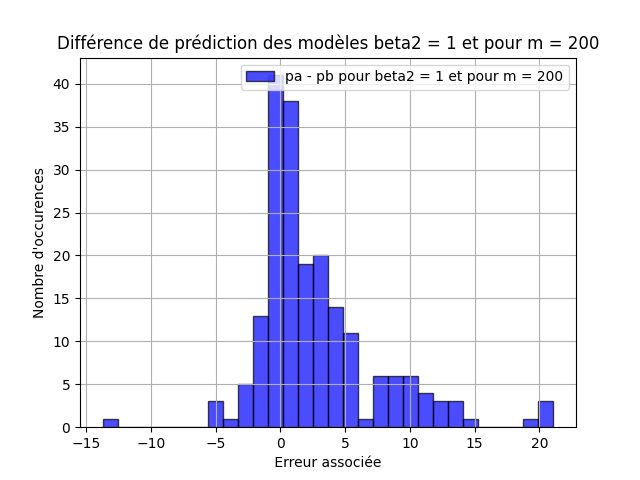 Différence de prédiction des modèles beta2 = 1 et pour m = 200
pa - pb pour beta2 = 1 et pour m = 200
40
35
30
25
20
15
10
5
0
Nombre d'occurences
−15 −10 −5 0 5 10 15 20
Erreur associée